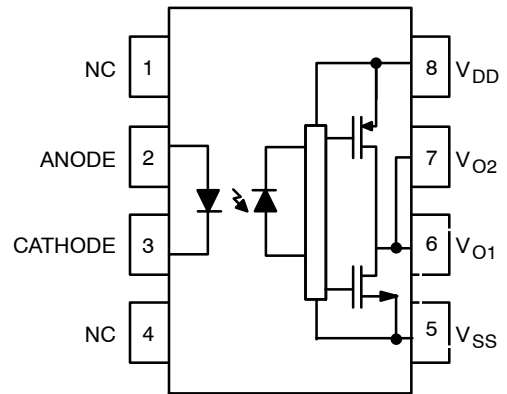 NC 1
ANODE 2
CATHODE 3
NC 4
8 VDD
7 VO2
6 VO1
5 VSS